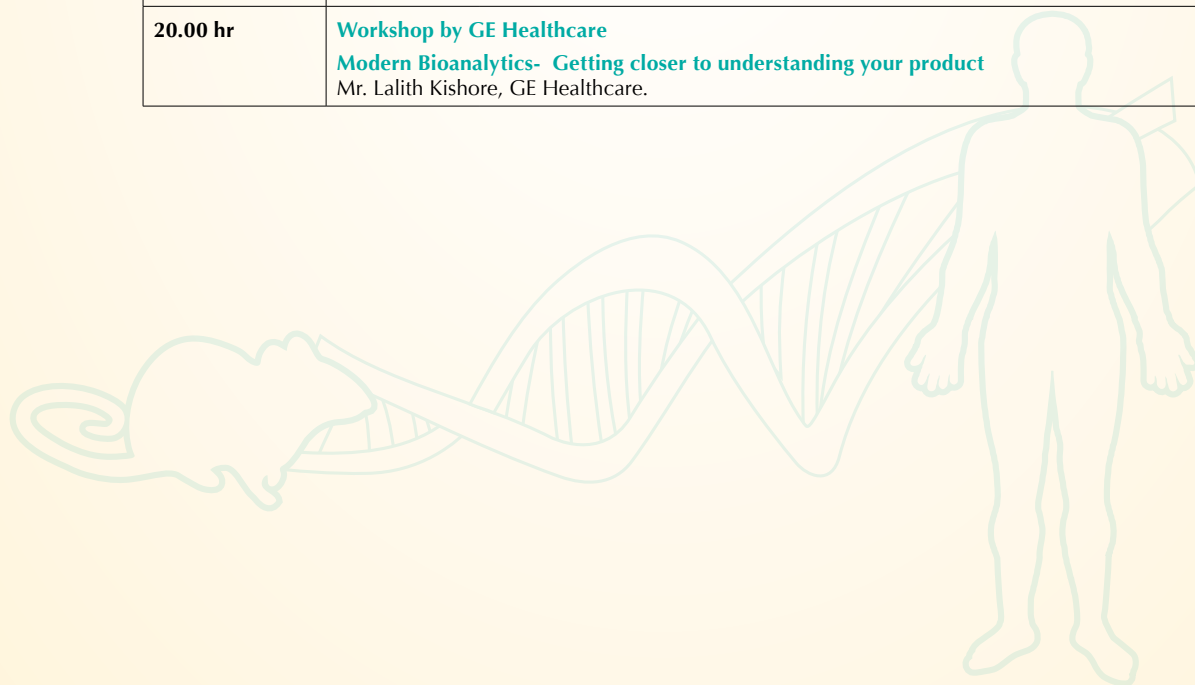 20.00 hr
Workshop by GE Healthcare
Modern Bioanalytics-  Getting closer to understanding your product
Mr. Lalith Kishore, GE Healthcare.